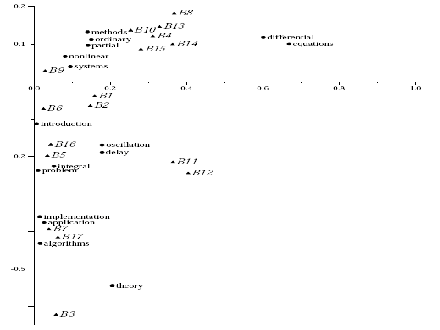 0.2
B8
B13
methods
B10
ordinary
B4
differential
0.1
partial
B14
equations
B15
nonlinear
systems
B9
0.0
0.2
0.4
0.6
0.8
1.0
B1
B2
B6
introduction
B16
oscillation
delay
0.2
B5
B11
integral
problem
B12
implementation
application
B7
B17
algorithms
-0.5
theory
B3